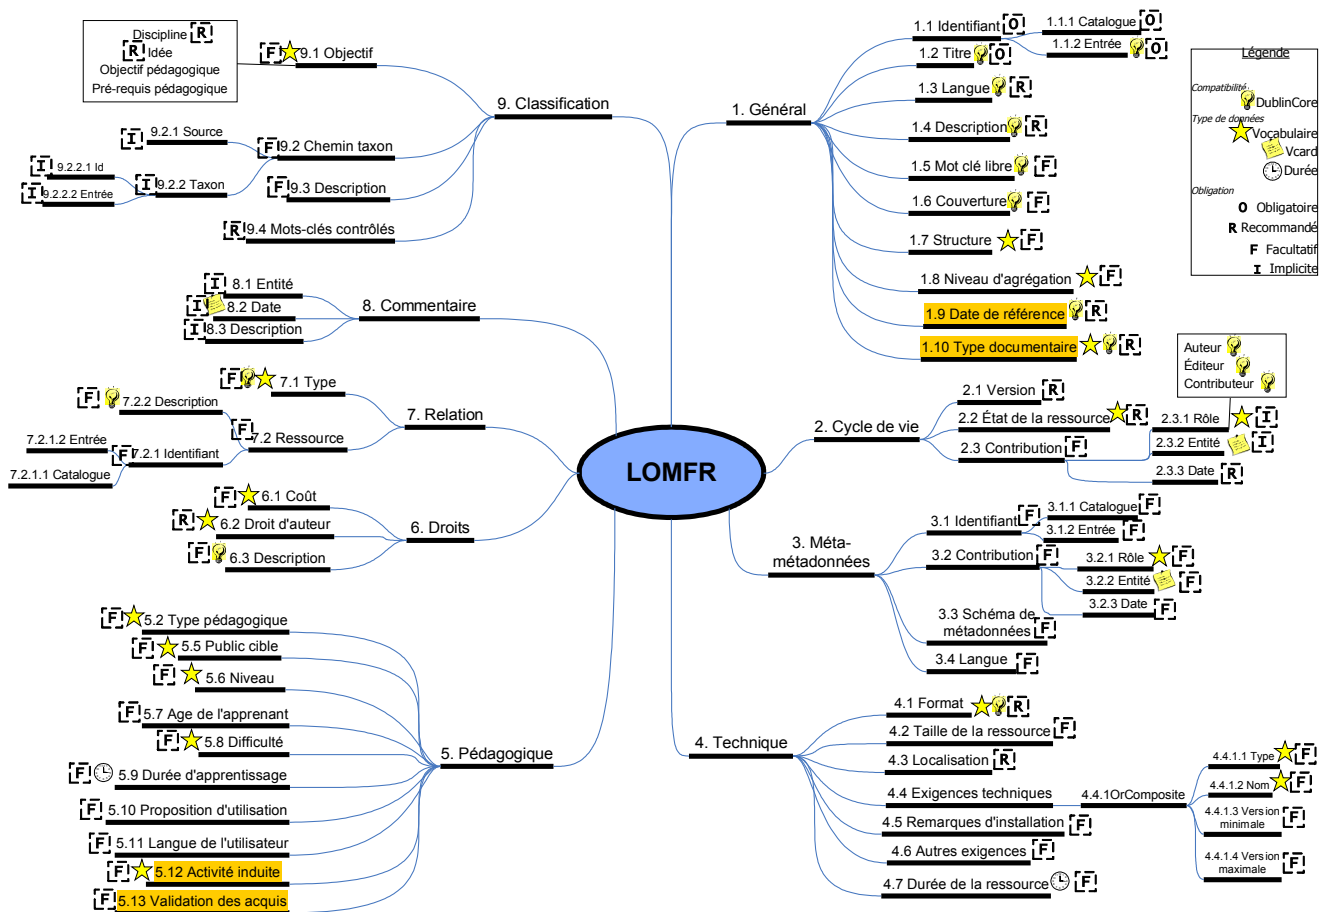 LOMFR
1. Général
1.1 Identifiant O
1.1.1 Catalogue O
1.1.2 Entrée O
1.2 Titre O
1.3 Langue R
1.4 Description R
1.5 Mot clé libre F
1.6 Couverture F
1.7 Structure F
1.8 Niveau d'agrégation F
1.9 Date de référence R
1.10 Type documentaire R
Légende
Compatibilité
DublinCore
Type de données
Vocabulaire
Vcard
Durée
Obligation
O Obligatoire
R Recommandé
F Facultatif
I Implicite
2. Cycle de vie
2.1 Version R
2.2 État de la ressource R
2.3 Contribution F
2.3.1 Rôle I
2.3.2 Entité I
2.3.3 Date R
Auteur
Éditeur
Contributeur
3. Méta-
métadonnées
3.1 Identifiant F
3.1.1 Catalogue F
3.1.2 Entrée F
3.2 Contribution F
3.2.1 Rôle F
3.2.2 Entité F
3.2.3 Date F
3.3 Schéma de
métadonnées F
3.4 Langue F
4. Technique
4.1 Format R
4.2 Taille de la ressource F
4.3 Localisation R
4.4 Exigences techniques
4.4.1OrComposite
4.4.1.1 Type F
4.4.1.2 Nom F
4.4.1.3 Version
minimale F
4.4.1.4 Version
maximale F
4.5 Remarques d'installation F
4.6 Autres exigences F
4.7 Durée de la ressource F
5. Pédagogique
F 5.2 Type pédagogique
F 5.5 Public cible
F 5.6 Niveau
F 5.7 Age de l'apprenant
F 5.8 Difficulté
F 5.9 Durée d'apprentissage
F 5.10 Proposition d'utilisation
F 5.11 Langue de l'utilisateur
F 5.12 Activité induite
F 5.13 Validation des acquis
6. Droits
F 6.1 Coût
R 6.2 Droit d'auteur
F 6.3 Description
7. Relation
F 7.1 Type
F 7.2 Ressource
F 7.2.2 Description
F 7.2.1 Identifiant
7.2.1.2 Entrée
7.2.1.1 Catalogue
8. Commentaire
I 8.1 Entité
I 8.2 Date
I 8.3 Description
9. Classification
F 9.1 Objectif
Discipline R
R Idée
Objectif pédagogique
Pré-requis pédagogique
F 9.2 Chemin taxon
I 9.2.1 Source
I 9.2.2 Taxon
I 9.2.2.1 Id
I 9.2.2.2 Entrée
F 9.3 Description
R 9.4 Mots-clés contrôlés